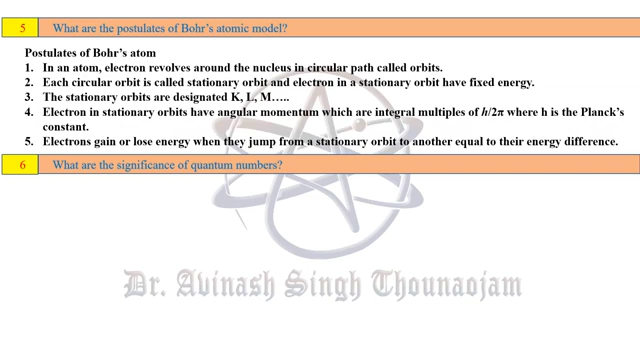 5 What are the postulates of Bohr's atomic model?
Postulates of Bohr's atom
1. In an atom, electron revolves around the nucleus in circular path called orbits.
2. Each circular orbit is called stationary orbit and electron in a stationary orbit have fixed energy.
3. The stationary orbits are designated K, L, M…..
4. Electron in stationary orbits have angular momentum which are integral multiples of h/2π where h is the Planck's
constant.
5. Electrons gain or lose energy when they jump from a stationary orbit to another equal to their energy difference.
6 What are the significance of quantum numbers?
Dr. Avinash Singh Thounaojam